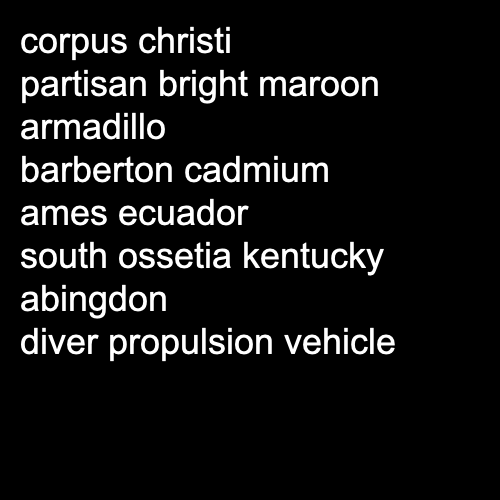 corpus christi
partisan bright maroon
armadillo
barberton cadmium
ames ecuador
south ossetia kentucky
abingdon
diver propulsion vehicle